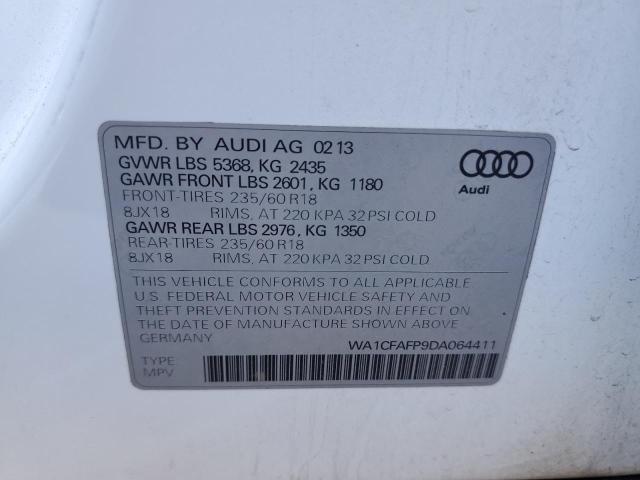 MFD. BY AUDI AG 02 13
GVWR LBS 5368, KG 2435
GAWR FRONT LBS 2601, KG 1180
FRONT-TIRES 235/60 R18
8JX18 RIMS, AT 220 KPA 32 PSI COLD
GAWR REAR LBS 2976, KG 1350
REAR-TIRES 235/60 R18
8JX18 RIMS, AT 220 KPA 32 PSI COLD
Audi
THIS VEHICLE CONFORMS TO ALL APPLICABLE
U.S. FEDERAL MOTOR VEHICLE SAFETY AND
THEFT PREVENTION STANDARDS IN EFFECT ON
THE DATE OF MANUFACTURE SHOWN ABOVE.
GERMANY
WA1CFAFP9DA064411
TYPE:
MPV